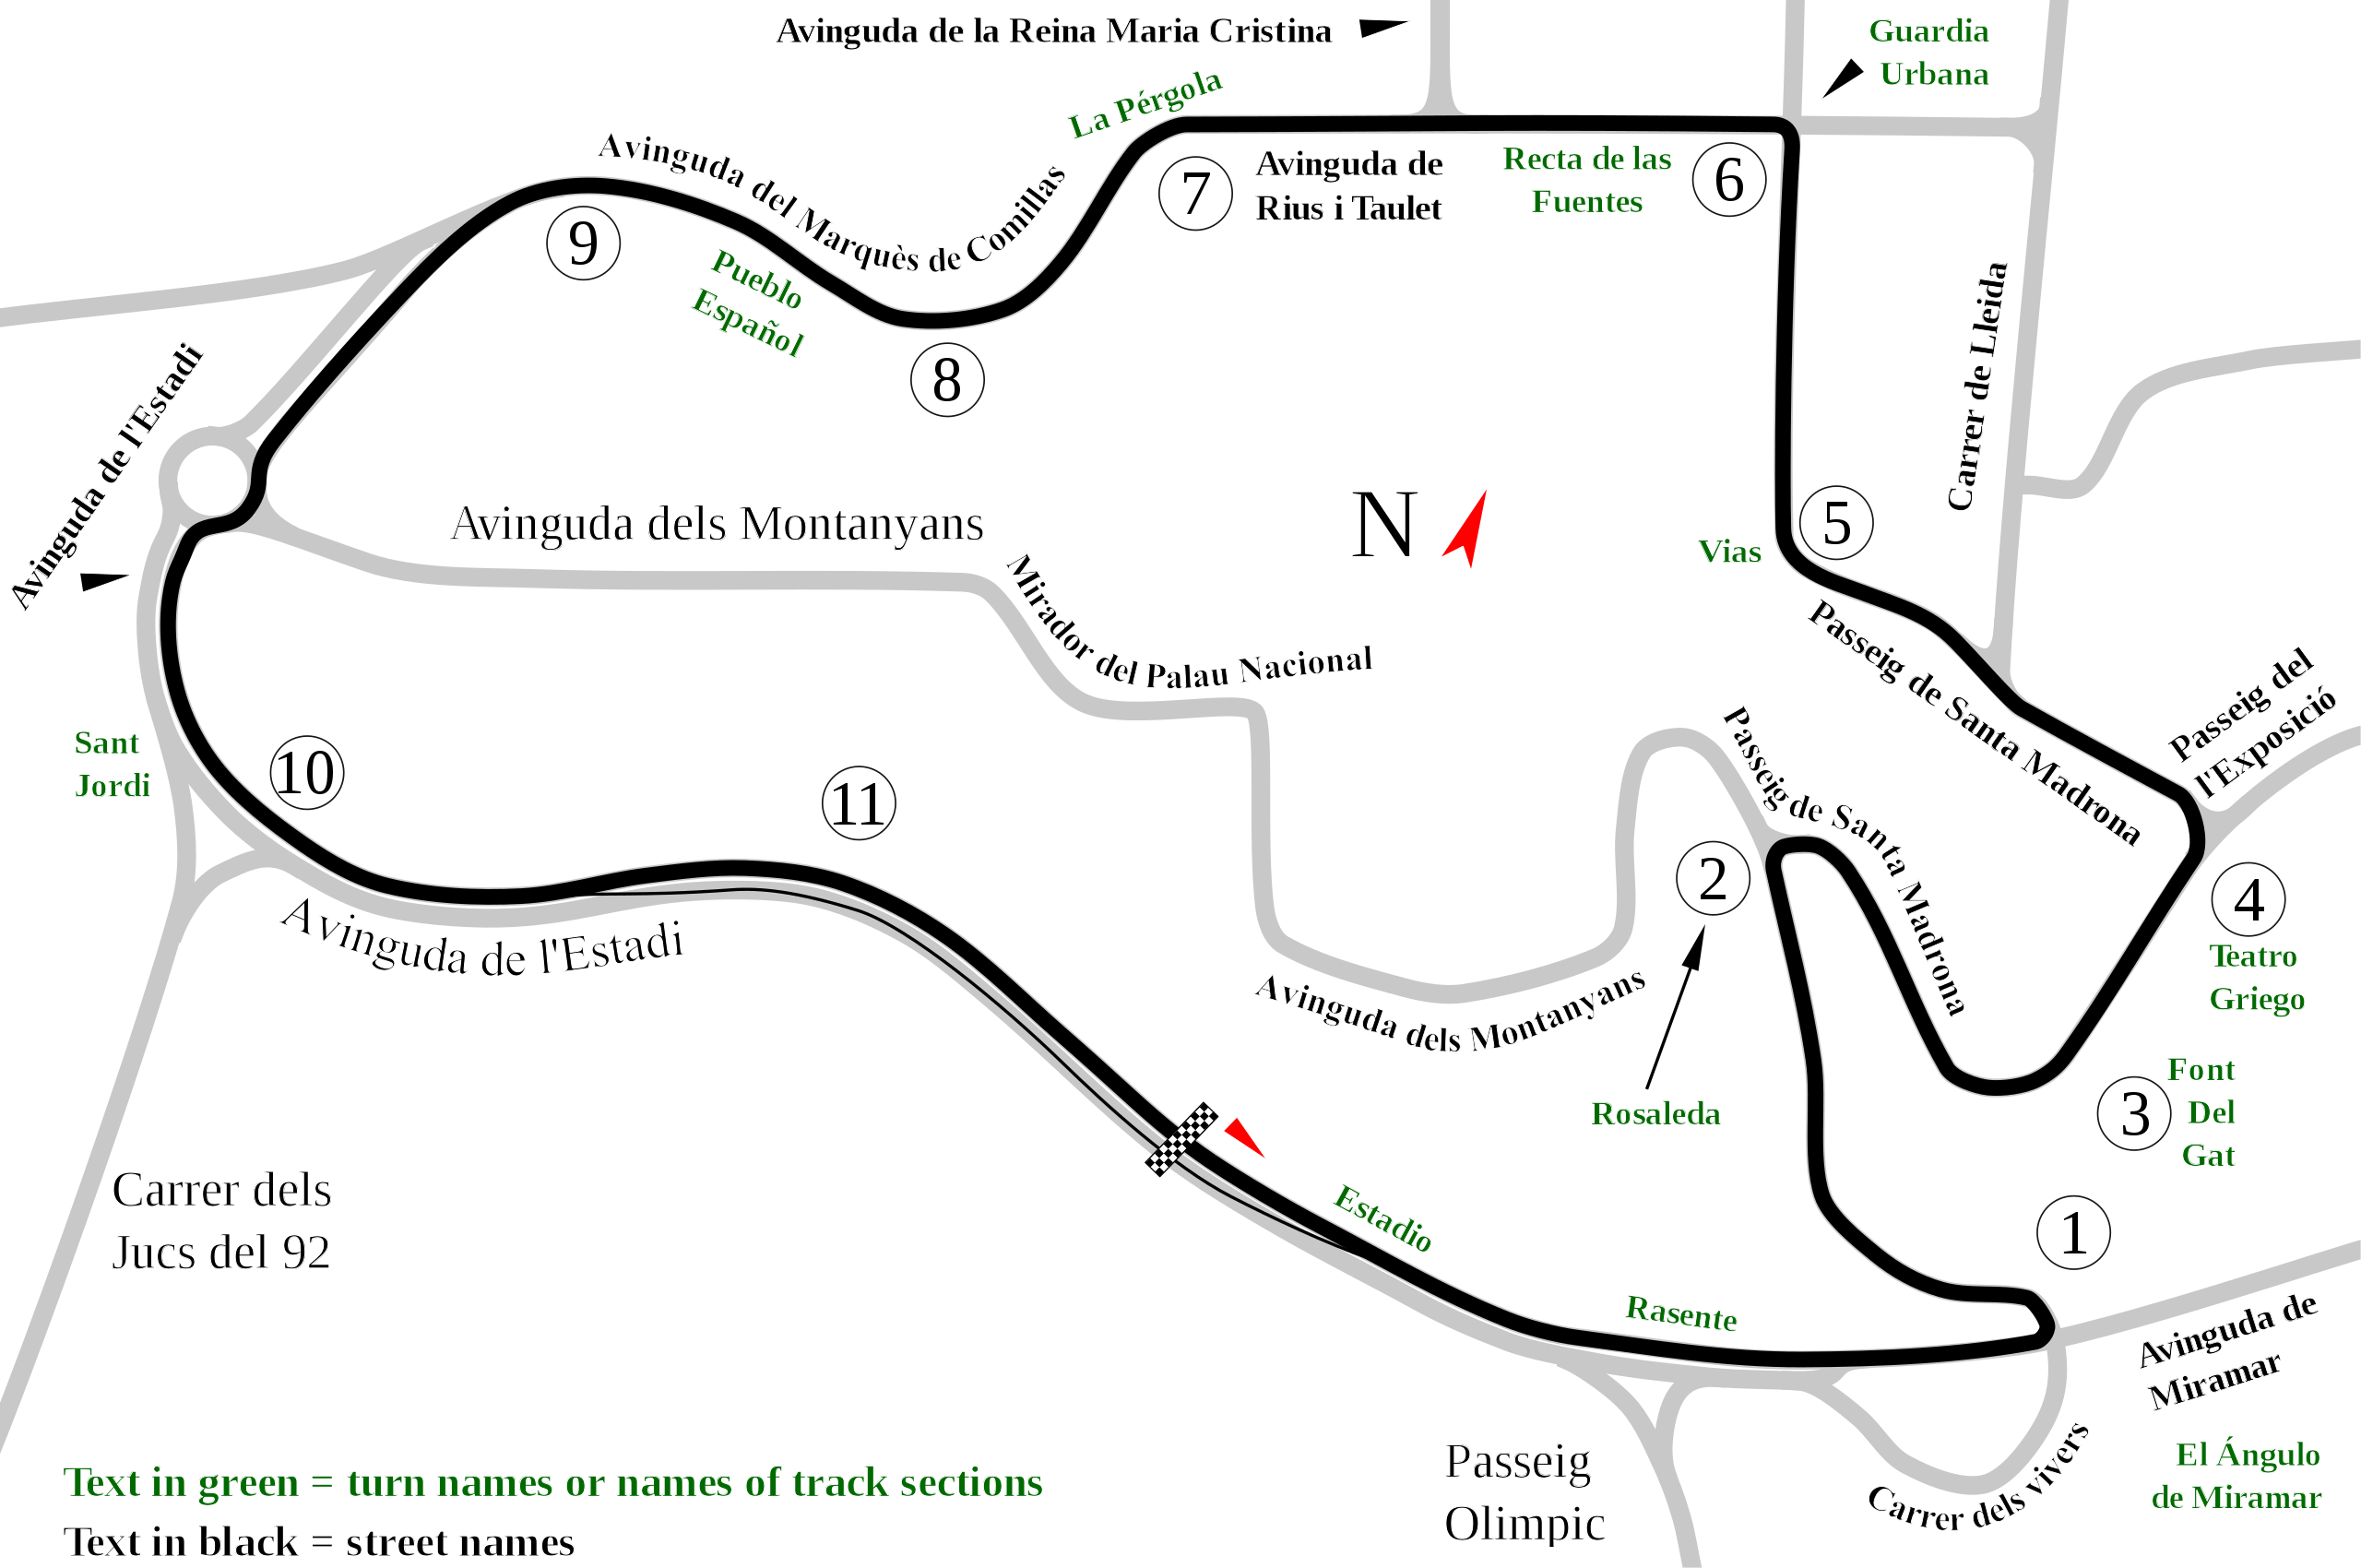 Avinguda de la Reina Maria Cristina
Guardia
Urbana
La Pérgola
Avinguda del Marquès de Comillas
7
Avinguda de
Rius i Taulet
Recta de las
Fuentes
6
9
Pueblo
Español
8
Carrer de Lleida
Avinguda de l'Estadi
Avinguda dels Montanyans
N
5
Vias
Mirador del Palau Nacional
Passeig de Santa Madrona
Passeig del
l'Exposició
Sant
Jordi
10
11
Passeig de Santa Madrona
2
4
Teatro
Griego
Avinguda de l'Estadi
Avinguda dels Montanyans
Rosaleda
3
Font
Del
Gat
Carrer dels
Jucs del 92
Estadio
1
Rasente
Avinguda de
Miramar
El Ángulo
de Miramar
Carrer dels vivers
Passeig
Olimpic
Text in green = turn names or names of track sections
Text in black = street names